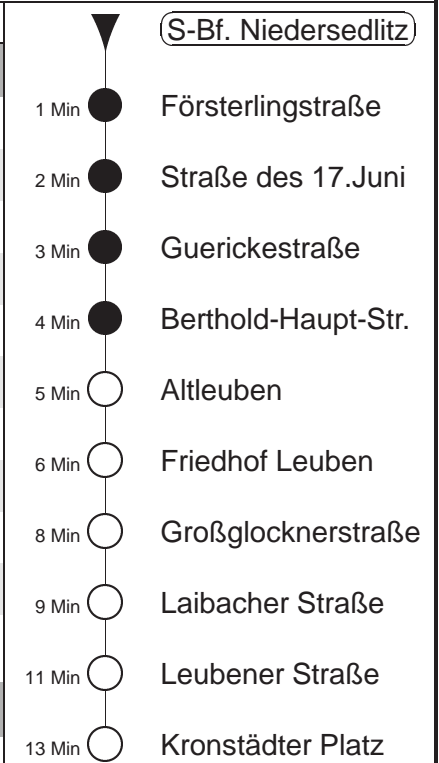 S-Bf. Niedersedlitz
1 Min Försterlingstraße
2 Min Straße des 17.Juni
3 Min Guerickestraße
4 Min Berthold-Haupt-Str.
5 Min Altleuben
6 Min Friedhof Leuben
8 Min Großglocknerstraße
9 Min Laibacher Straße
11 Min Leubener Straße
13 Min Kronstädter Platz